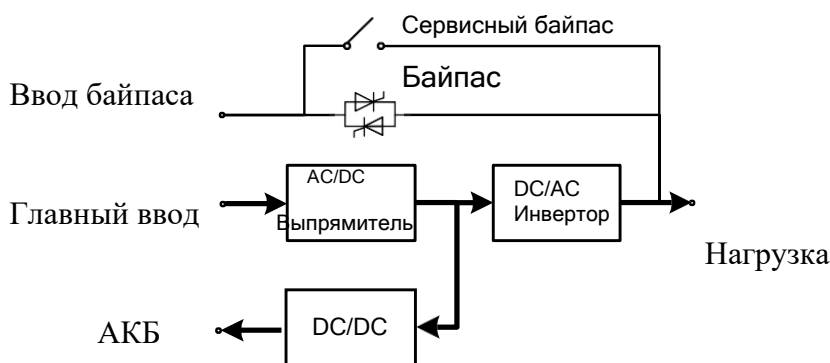 Сервисный байпас
Байпас
Ввод байпаса
AC/DC
Выпрямитель
DC/AC
Инвертор
Главный ввод
Нагрузка
АКБ
DC/DC